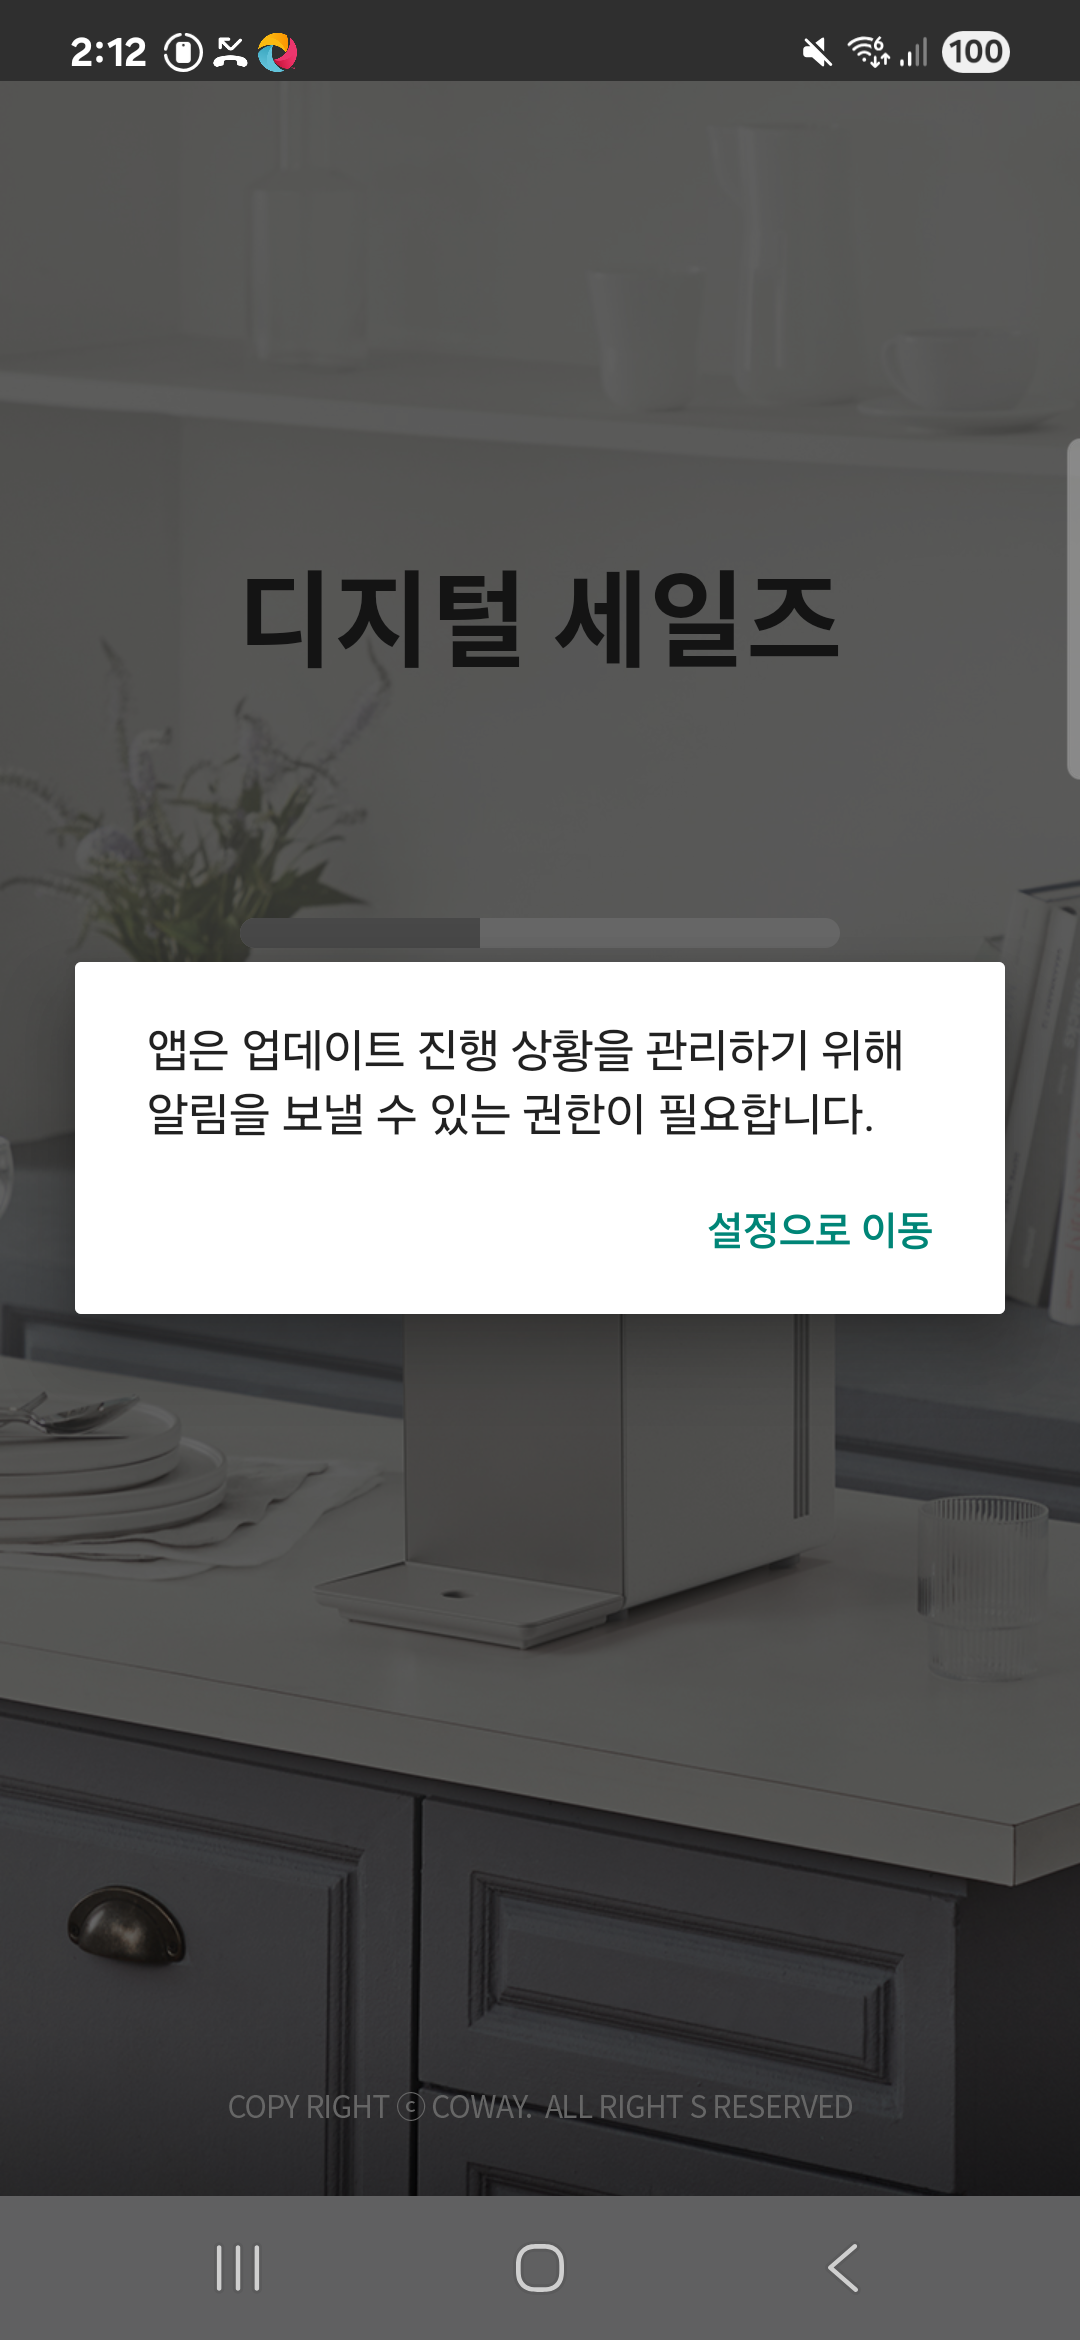 2:12
6
100
디지털 세일즈
앱은 업데이트 진행 상황을 관리하기 위해
알림을 보낼 수 있는 권한이 필요합니다.
설정으로 이동
COPY RIGHT ⓒ COWAY. ALL RIGHT S RESERVED